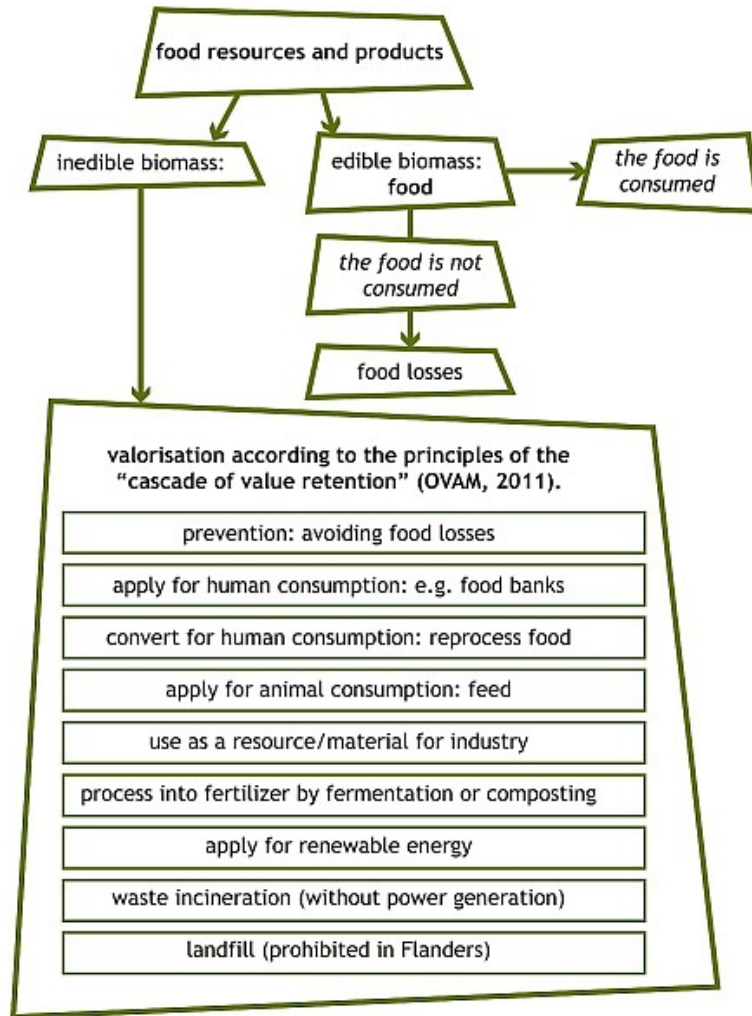 food resources and products
inedible biomass:
edible biomass:
food
the food is
consumed
the food is not
consumed
food losses
valorisation according to the principles of the
“cascade of value retention” (OVAM, 2011).
prevention: avoiding food losses
apply for human consumption: e.g. food banks
convert for human consumption: reprocess food
apply for animal consumption: feed
use as a resource/material for industry
process into fertilizer by fermentation or composting
apply for renewable energy
waste incineration (without power generation)
landfill (prohibited in Flanders)